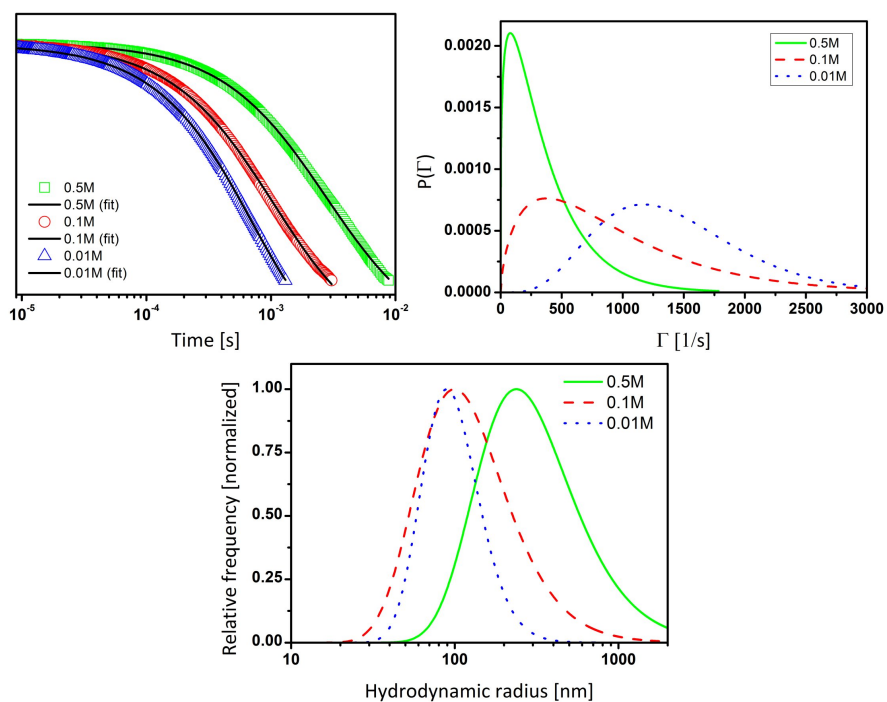 0.5M
0.5M (fit)
0.1M
0.1M (fit)
0.01M
0.01M (fit)
10-5
10-4
10-3
10-2
Time [s]
0.5M
0.1M
0.01M
P(Γ)
0.0020
0.0015
0.0010
0.0005
0.0000
0 500 1000 1500 2000 2500 3000
Γ [1/s]
Relative frequency [normalized]
1.00
0.75
0.50
0.25
0.00
0.5M
0.1M
0.01M
10 100 1000
Hydrodynamic radius [nm]